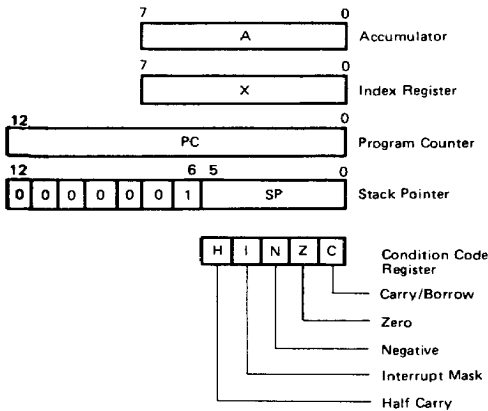 7 0
A Accumulator
7 0
X Index Register
12 0
PC Program Counter
12 6 5 0
0 0 0 0 0 0 1 SP Stack Pointer
H I N Z C Condition Code
Register
Carry/Borrow
Zero
Negative
Interrupt Mask
Half Carry